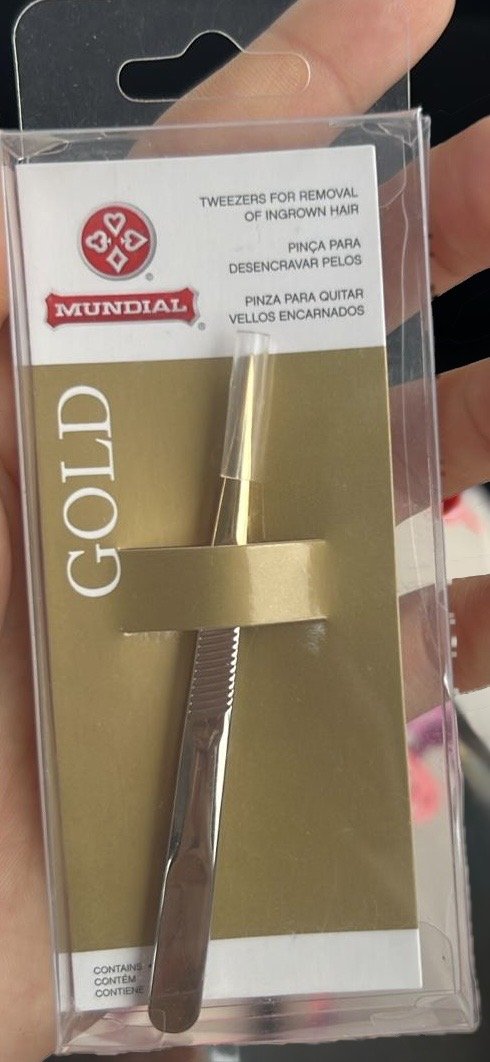 TWEEZERS FOR REMOVAL
OF INGROWN HAIR
PINÇA PARA
DESENCRAVAR PELOS
PINZA PARA QUITAR
VELLOS ENCARNADOS
®
MUNDIAL
®
GOLD
CONTAINS
CONTÉM
CONTIENE